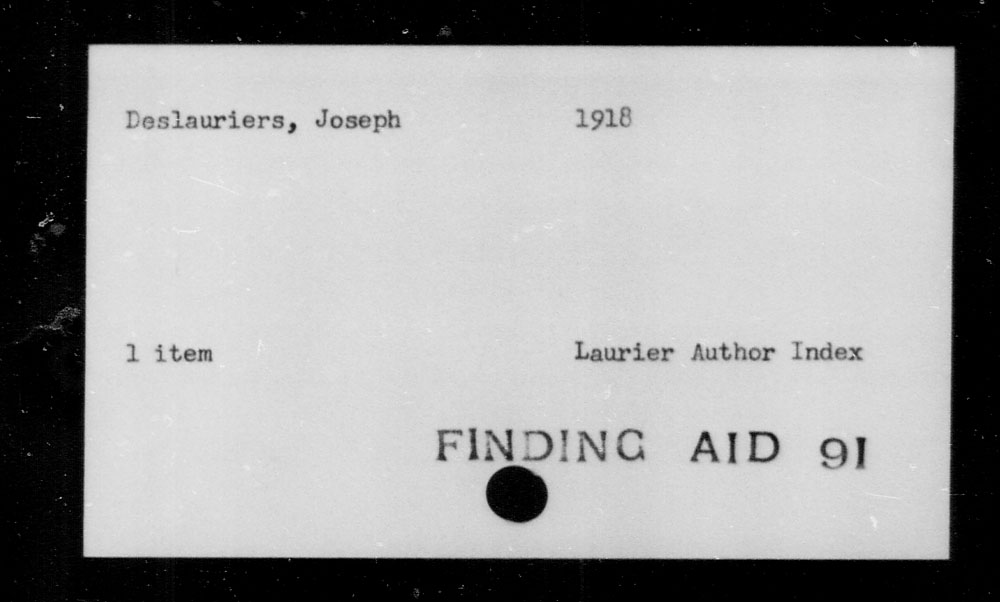 Deslauriers, Joseph 1918
1 item Laurier Author Index
FINDING AID 91